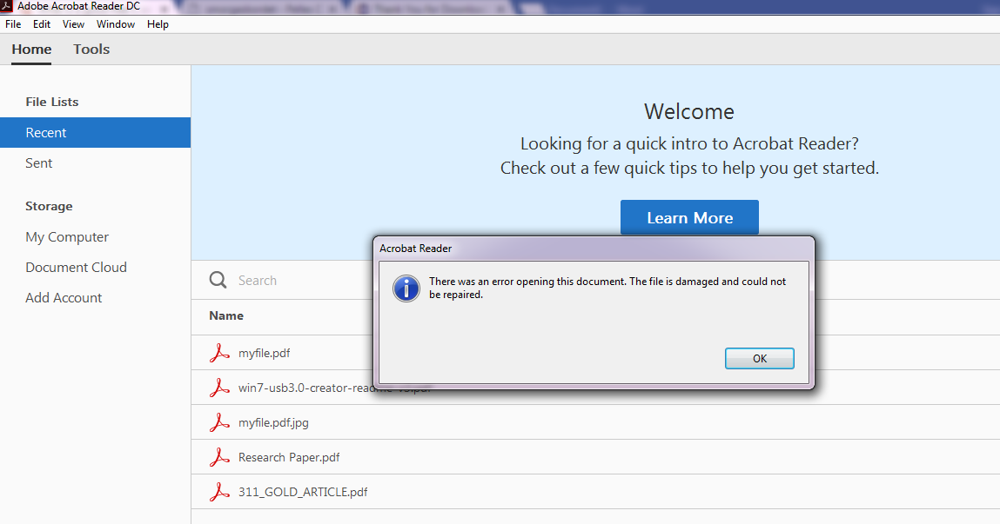 Adobe Acrobat Reader DC
File Edit View Window Help
Home Tools
File Lists
Recent
Sent
Storage
My Computer
Document Cloud
Add Account
Welcome
Looking for a quick intro to Acrobat Reader?
Check out a few quick tips to help you get started.
Learn More
Search
Name
myfile.pdf
win7-usb3.0-creator-readme-v3.pdf
myfile.pdf.jpg
Research Paper.pdf
311_GOLD_ARTICLE.pdf
Acrobat Reader
There was an error opening this document. The file is damaged and could not
be repaired.
OK